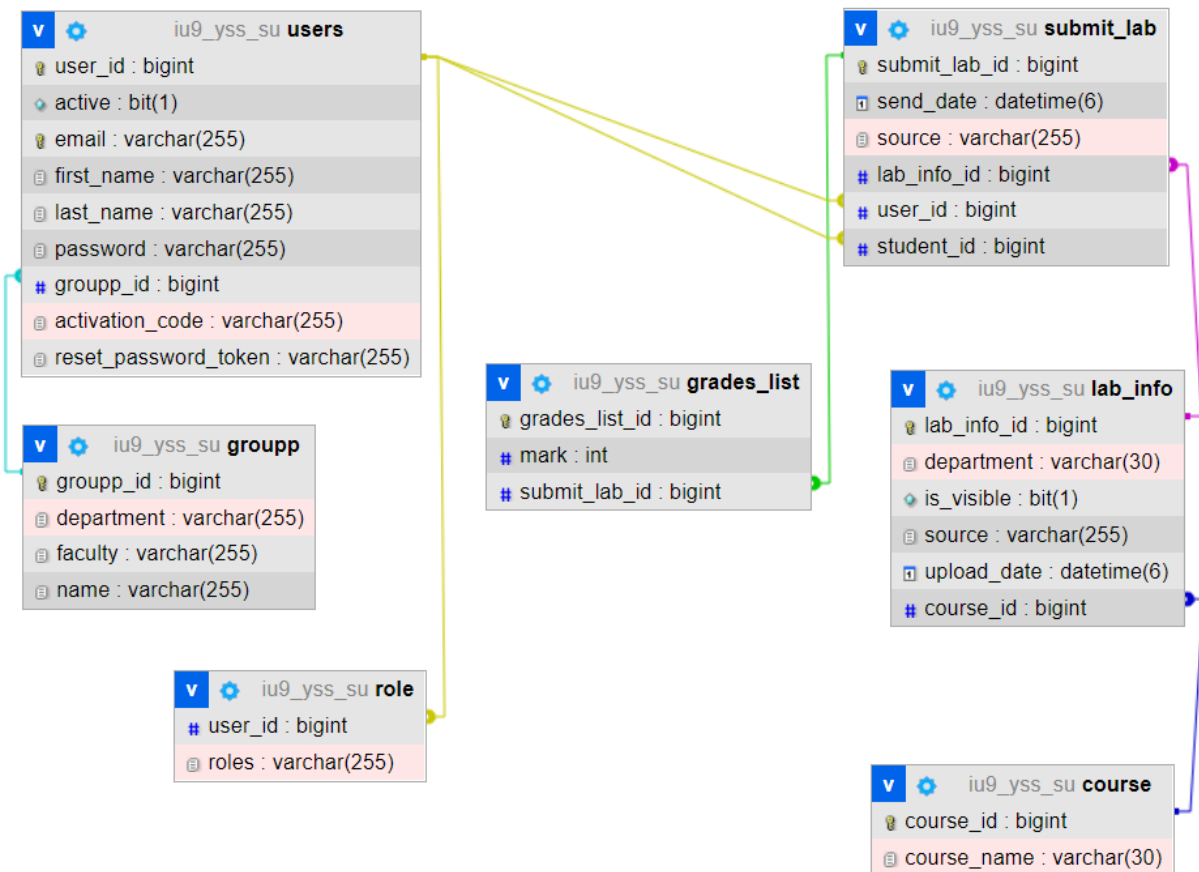 v iu9_yss_su users
user_id : bigint
active : bit(1)
email : varchar(255)
first_name : varchar(255)
last_name : varchar(255)
password : varchar(255)
# groupp_id : bigint
activation_code : varchar(255)
reset_password_token : varchar(255)
v iu9_yss_su submit_lab
submit_lab_id : bigint
send_date : datetime(6)
source : varchar(255)
# lab_info_id : bigint
# user_id : bigint
# student_id : bigint
v iu9_yss_su grades_list
grades_list_id : bigint
# mark : int
# submit_lab_id : bigint
v iu9_yss_su lab_info
lab_info_id : bigint
department : varchar(30)
is_visible : bit(1)
source : varchar(255)
upload_date : datetime(6)
# course_id : bigint
v iu9_yss_su groupp
groupp_id : bigint
department : varchar(255)
faculty : varchar(255)
name : varchar(255)
v iu9_yss_su role
# user_id : bigint
roles : varchar(255)
v iu9_yss_su course
course_id : bigint
course_name : varchar(30)